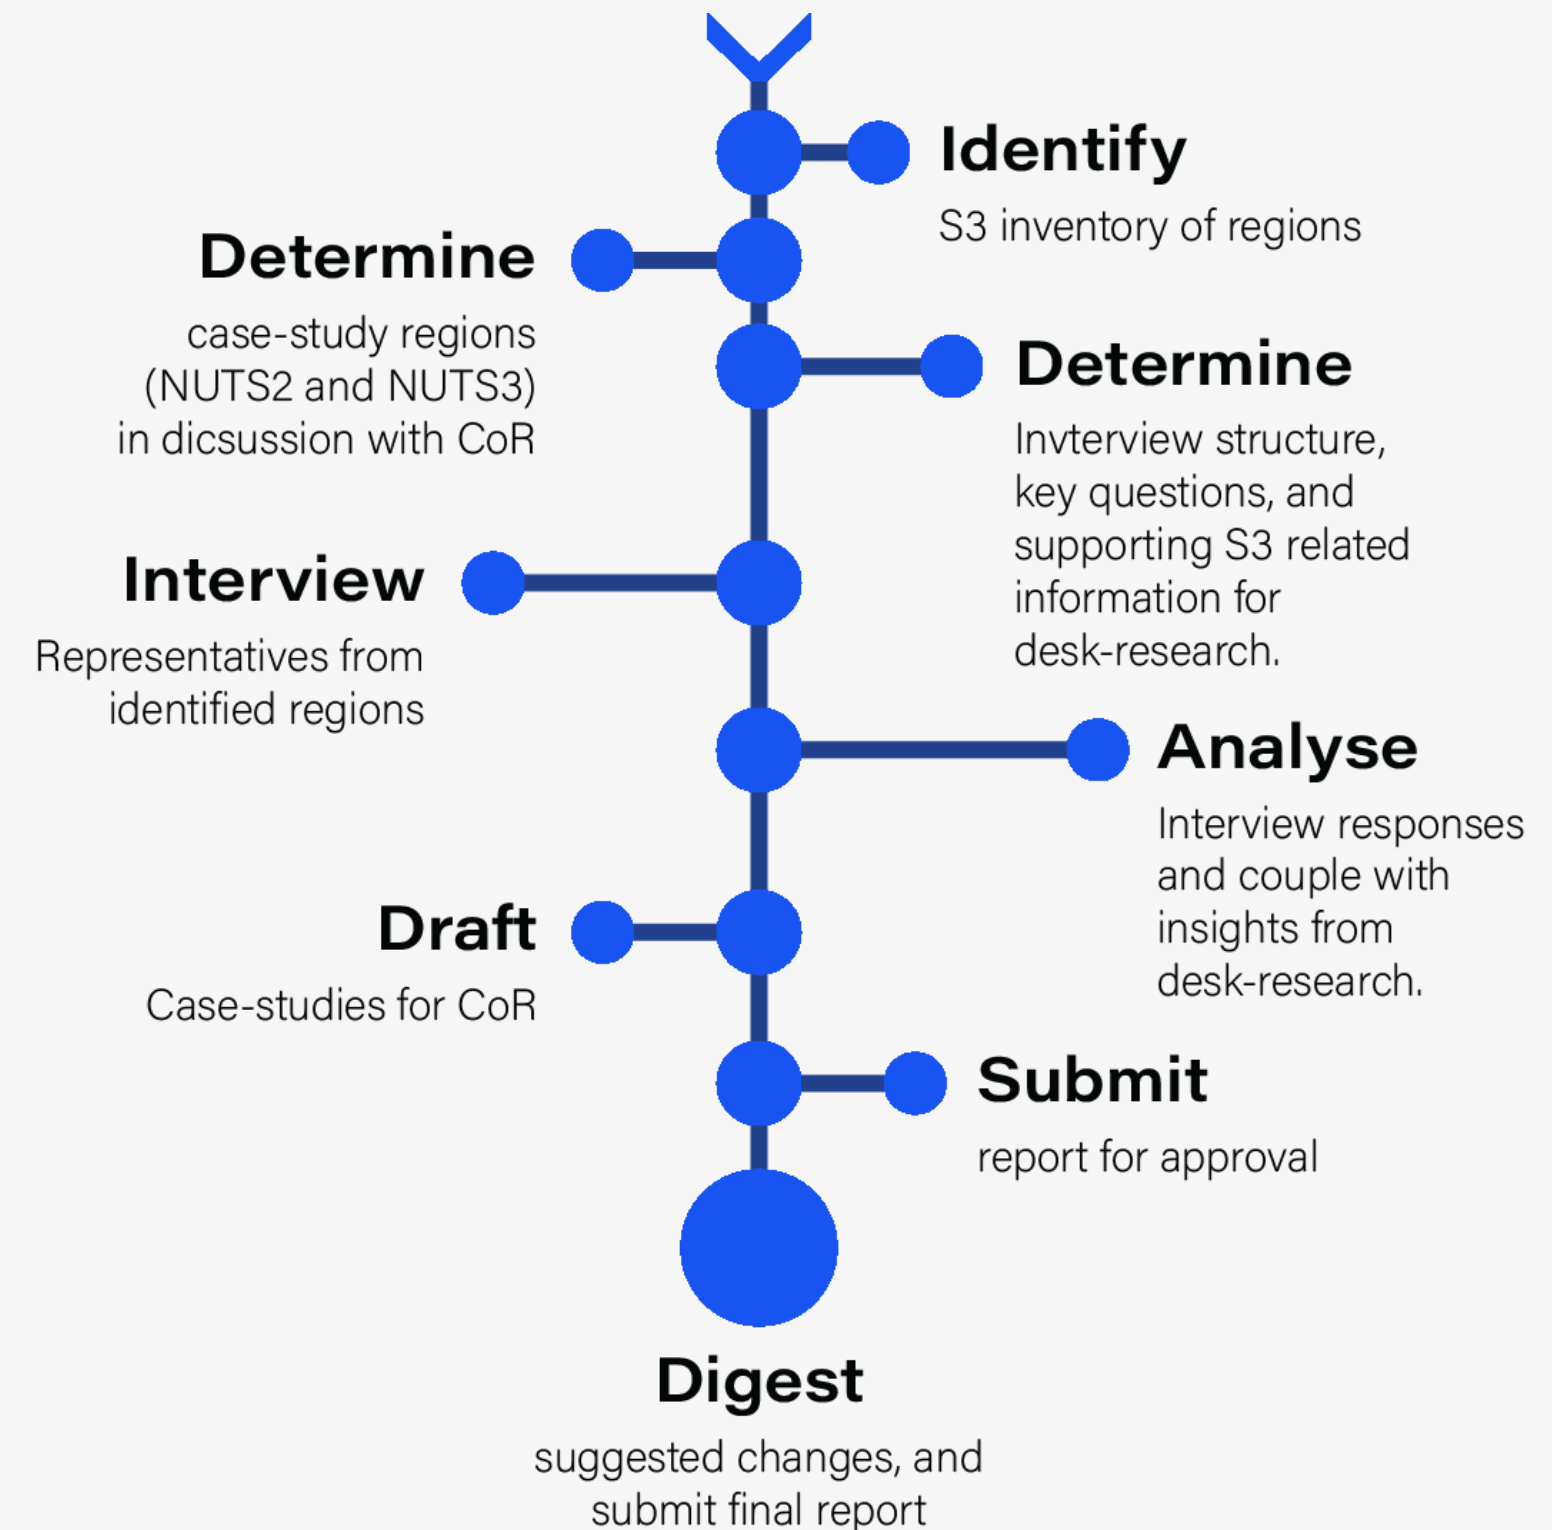 Identify
S3 inventory of regions
Determine
case-study regions
(NUTS2 and NUTS3)
in dicsussion with CoR
Determine
Invterview structure,
key questions, and
supporting S3 related
information for
desk-research.
Interview
Representatives from
identified regions
Analyse
Interview responses
and couple with
insights from
desk-research.
Draft
Case-studies for CoR
Submit
report for approval
Digest
suggested changes, and
submit final report